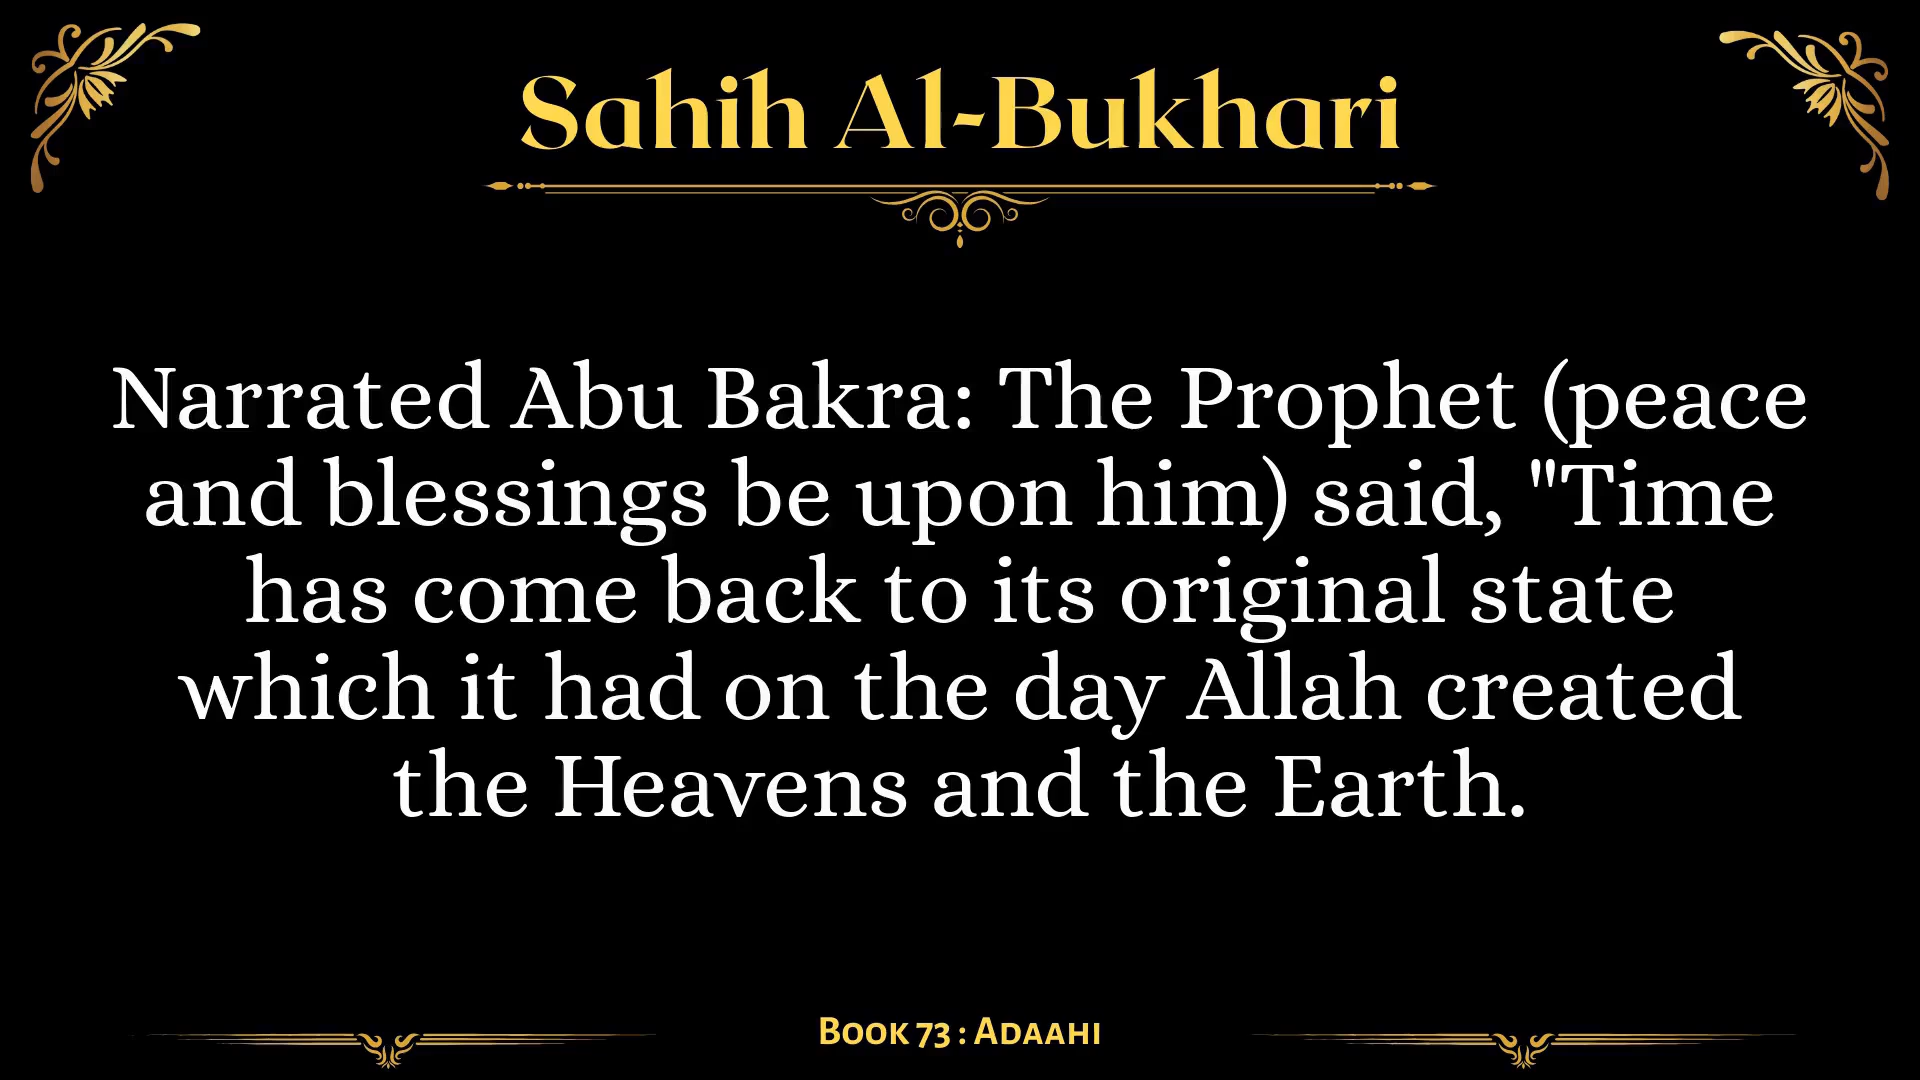 Sahih Al-Bukhari
Narrated Abu Bakra: The Prophet (peace
and blessings be upon him) said, "Time
has come back to its original state
which it had on the day Allah created
the Heavens and the Earth.
Book 73 : Adaahi